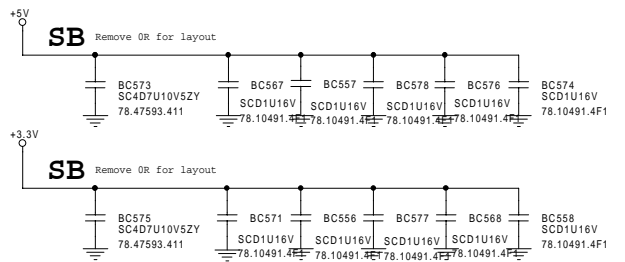 +5V
SB Remove 0R for layout
BC573
SC4D7U10V5ZY
78.47593.411
BC567
SCD1U16V
78.10491.4F1
BC557
SCD1U16V
78.10491.4F1
BC578
SCD1U16V
78.10491.4F1
BC576
SCD1U16V
78.10491.4F1
BC574
SCD1U16V
78.10491.4F1
+3.3V
SB Remove 0R for layout
BC575
SC4D7U10V5ZY
78.47593.411
BC571
SCD1U16V
78.10491.4F1
BC556
SCD1U16V
78.10491.4F1
BC577
SCD1U16V
78.10491.4F1
BC568
SCD1U16V
78.10491.4F1
BC558
SCD1U16V
78.10491.4F1